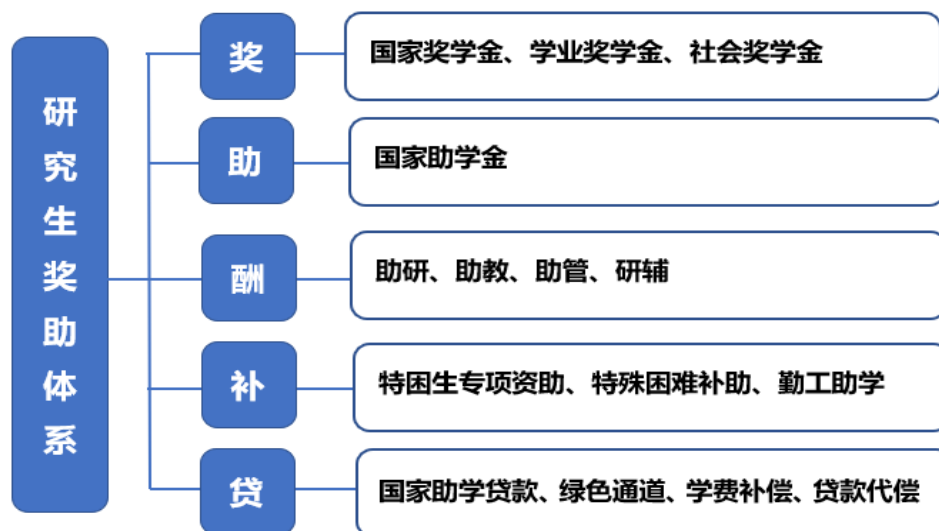 研究生奖助体系
奖
国家奖学金、学业奖学金、社会奖学金
助
国家助学金
酬
助研、助教、助管、研辅
补
特困生专项资助、特殊困难补助、勤工助学
贷
国家助学贷款、绿色通道、学费补偿、贷款代偿